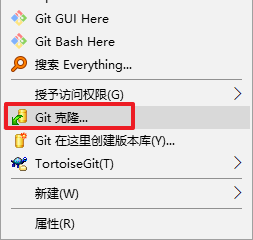 Git GUI Here
Git Bash Here
搜索 Everything...
授予访问权限(G)
Git 克隆...
Git 在这里创建版本库(Y)...
TortoiseGit(T)
新建(W)
属性(R)